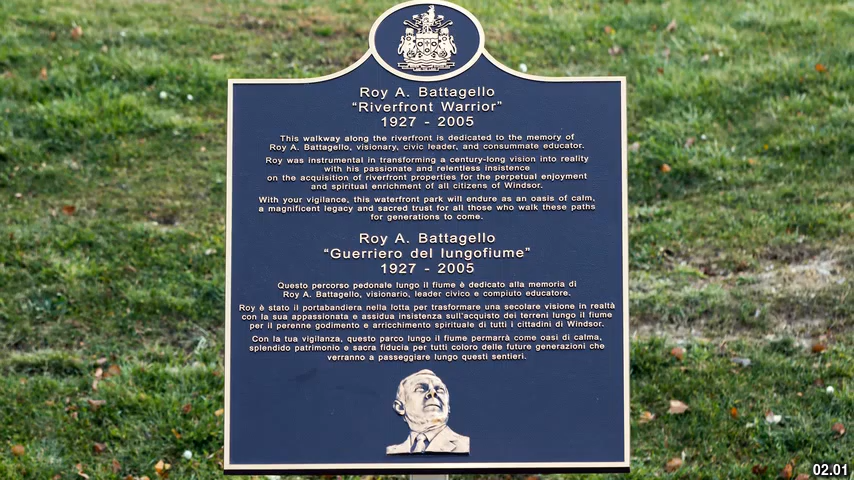 Roy A. Battagello
“Riverfront Warrior”
1927 - 2005
This walkway along the riverfront is dedicated to the memory of
Roy A. Battagello, visionary, civic leader, and consummate educator.
Roy was instrumental in transforming a century-long vision into reality
with his passionate and relentless insistence
on the acquisition of riverfront properties for the perpetual enjoyment
and spiritual enrichment of all citizens of Windsor.
With your vigilance, this waterfront park will endure as an oasis of calm,
a magnificent legacy and sacred trust for all those who walk these paths
for generations to come.
Roy A. Battagello
“Guerriero del lungofiume”
1927 - 2005
Questo percorso pedonale lungo il fiume è dedicato alla memoria di
Roy A. Battagello, visionario, leader civico e compiuto educatore.
Roy è stato il portabandiera nella lotta per trasformare una secolare visione in realtà
con la sua appassionata e assidua insistenza sull'acquisto dei terreni lungo il fiume
per il perenne godimento e arricchimento spirituale di tutti i cittadini di Windsor.
Con la tua vigilanza, questo parco lungo il fiume permarrà come oasi di calma,
splendido patrimonio e sacra fiducia per tutti coloro delle future generazioni che
verranno a passeggiare lungo questi sentieri.
02.01